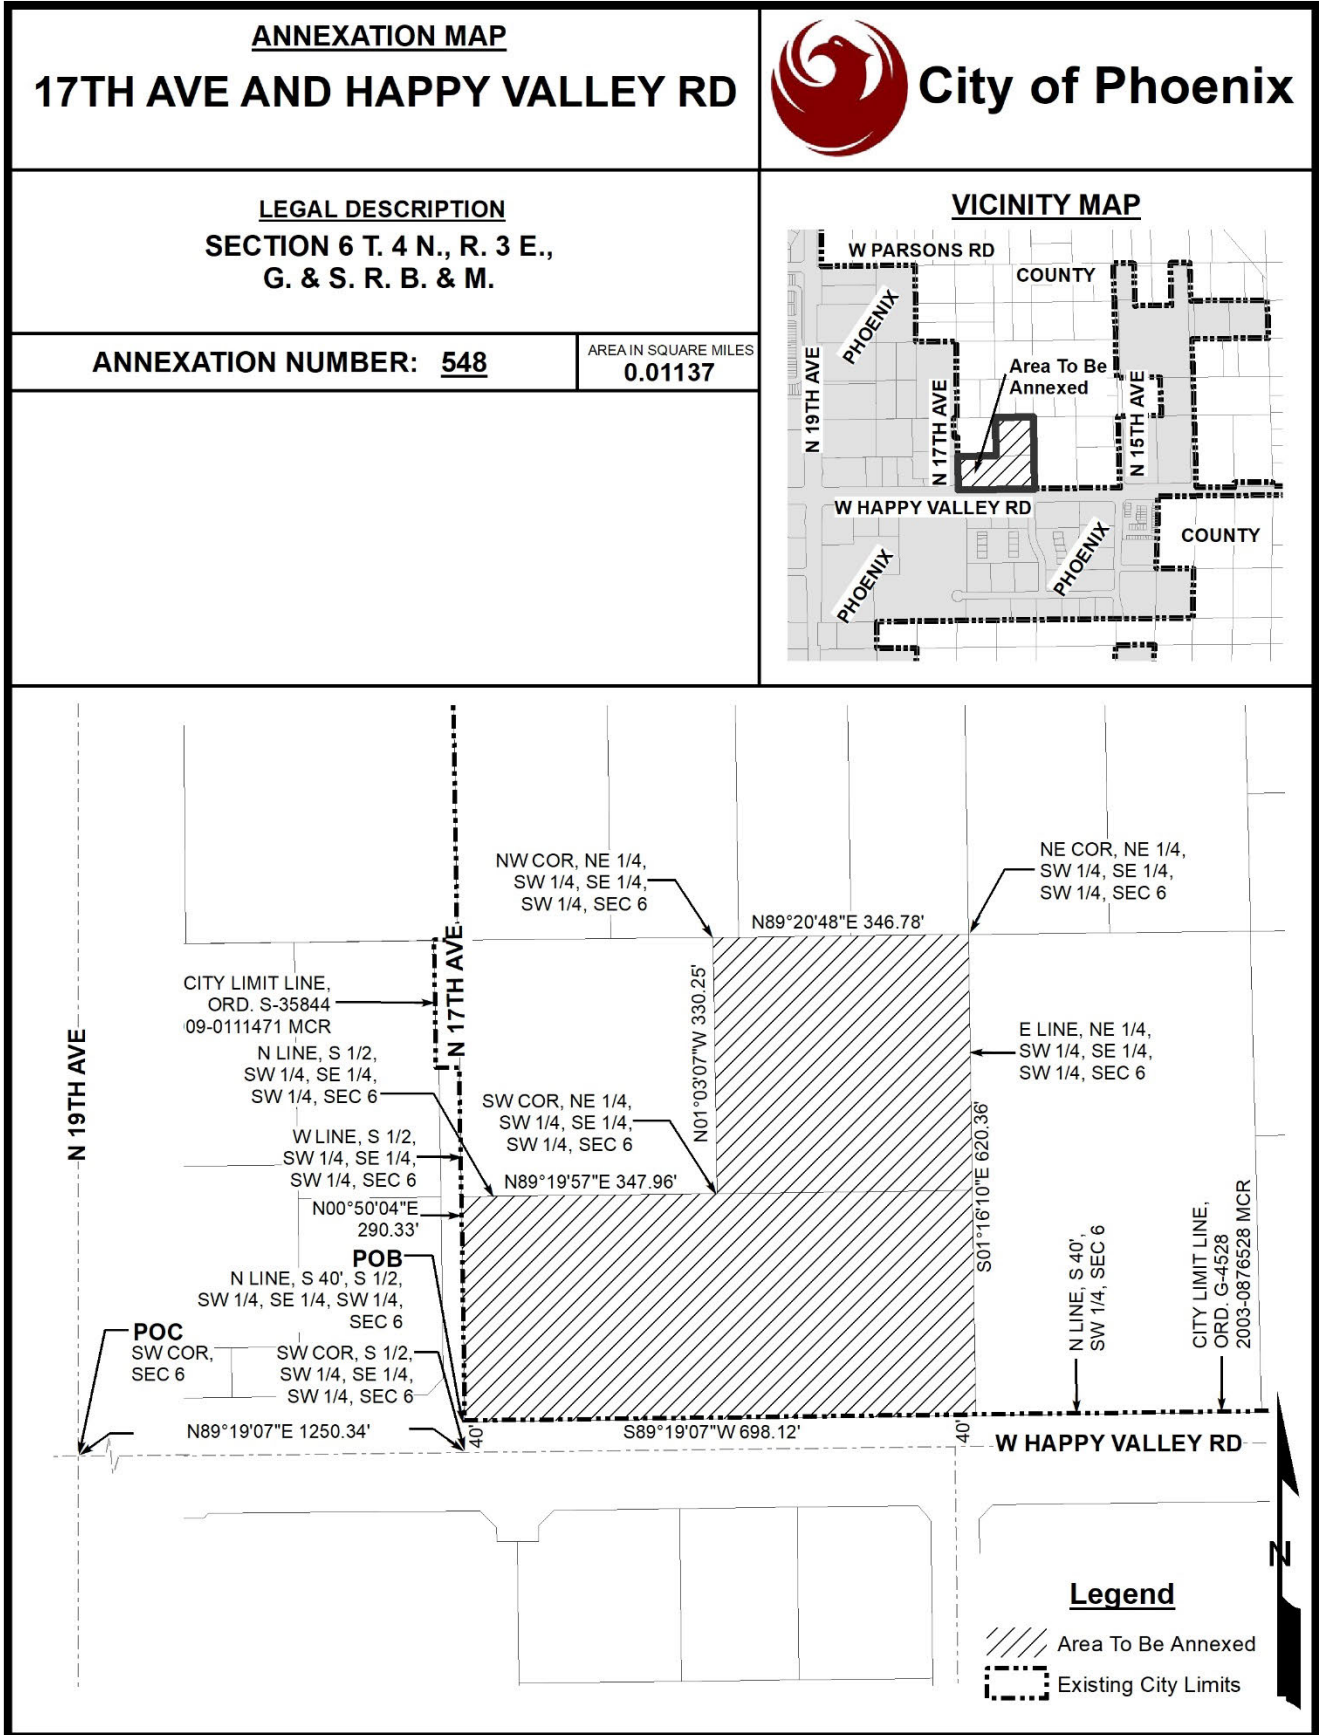 ANNEXATION MAP
17TH AVE AND HAPPY VALLEY RD
City of Phoenix
LEGAL DESCRIPTION
SECTION 6 T. 4 N., R. 3 E.,
G. & S. R. B. & M.
ANNEXATION NUMBER: 548
AREA IN SQUARE MILES
0.01137
VICINITY MAP
W PARSONS RD
COUNTY
PHOENIX
N 19TH AVE
N 17TH AVE
Area To Be
Annexed
N 15TH AVE
W HAPPY VALLEY RD
PHOENIX
PHOENIX
COUNTY
NW COR, NE 1/4,
SW 1/4, SE 1/4,
SW 1/4, SEC 6
NE COR, NE 1/4,
SW 1/4, SE 1/4,
SW 1/4, SEC 6
N89°20'48"E 346.78'
CITY LIMIT LINE,
ORD. S-35844
09-0111471 MCR
N 17TH AVE
N01°03'07"W 330.25'
N 19TH AVE
N LINE, S 1/2,
SW 1/4, SE 1/4,
SW 1/4, SEC 6
E LINE, NE 1/4,
SW 1/4, SE 1/4,
SW 1/4, SEC 6
SW COR, NE 1/4,
SW 1/4, SE 1/4,
SW 1/4, SEC 6
W LINE, S 1/2,
SW 1/4, SE 1/4,
SW 1/4, SEC 6
N89°19'57"E 347.96'
S01°16'10"E 620.36'
N00°50'04"E
290.33'
POB
N LINE, S 40', S 1/2,
SW 1/4, SE 1/4, SW 1/4,
SEC 6
N LINE, S 40',
SW 1/4, SEC 6
CITY LIMIT LINE,
ORD. G-4528
2003-0876528 MCR
POC
SW COR,
SEC 6
SW COR, S 1/2,
SW 1/4, SE 1/4,
SW 1/4, SEC 6
N89°19'07"E 1250.34'
40'
S89°19'07"W 698.12'
40'
W HAPPY VALLEY RD
N
Legend
Area To Be Annexed
Existing City Limits